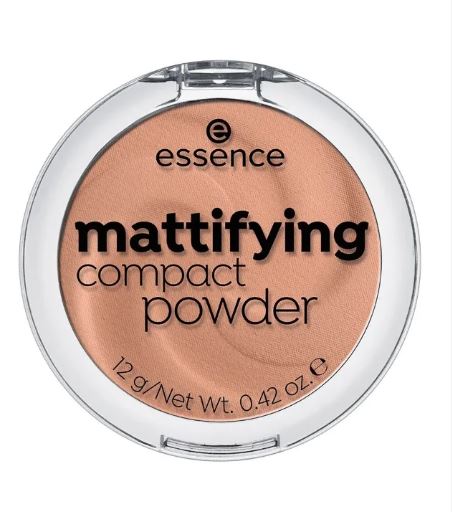 e
essence
mattifying
compact
powder
12 g/Net Wt. 0.42 oz. ℮